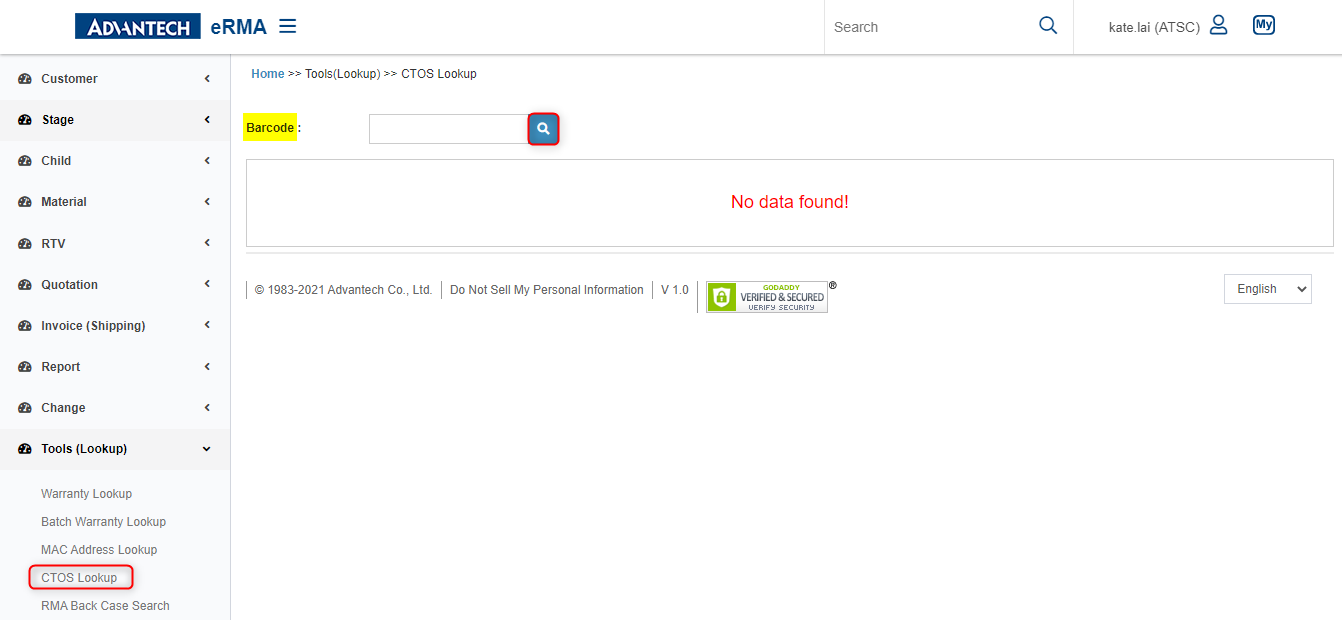 ADVANTECH eRMA
Search
kate.lai (ATSC)
My
Customer
Stage
Child
Material
RTV
Quotation
Invoice (Shipping)
Report
Change
Tools (Lookup)
Warranty Lookup
Batch Warranty Lookup
MAC Address Lookup
CTOS Lookup
RMA Back Case Search
Home >> Tools(Lookup) >> CTOS Lookup
Barcode :
No data found!
© 1983-2021 Advantech Co., Ltd. Do Not Sell My Personal Information V 1.0
GODADDY
VERIFIED & SECURED
VERIFY SECURITY
®
English